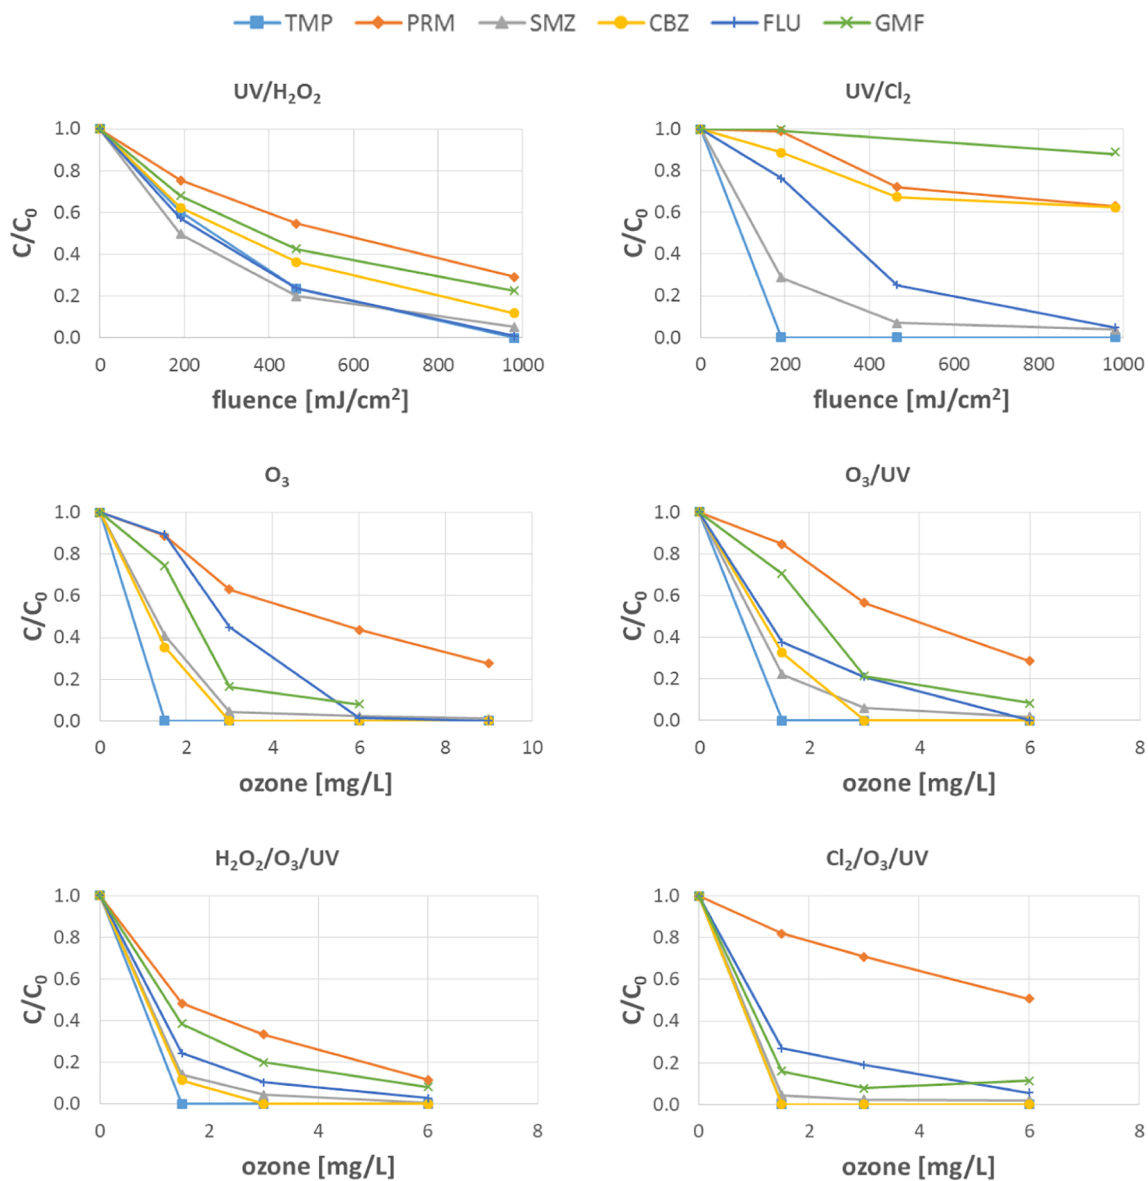 TMP PRM SMZ CBZ FLU GMF
UV/H₂O₂
1.0
0.8
0.6
0.4
0.2
0.0
C/C₀
0 200 400 600 800 1000
fluence [mJ/cm²]
UV/Cl₂
1.0
0.8
0.6
0.4
0.2
0.0
C/C₀
0 200 400 600 800 1000
fluence [mJ/cm²]
O₃
1.0
0.8
0.6
0.4
0.2
0.0
C/C₀
0 2 4 6 8 10
ozone [mg/L]
O₃/UV
1.0
0.8
0.6
0.4
0.2
0.0
C/C₀
0 2 4 6 8
ozone [mg/L]
H₂O₂/O₃/UV
1.0
0.8
0.6
0.4
0.2
0.0
C/C₀
0 2 4 6 8
ozone [mg/L]
Cl₂/O₃/UV
1.0
0.8
0.6
0.4
0.2
0.0
C/C₀
0 2 4 6 8
ozone [mg/L]